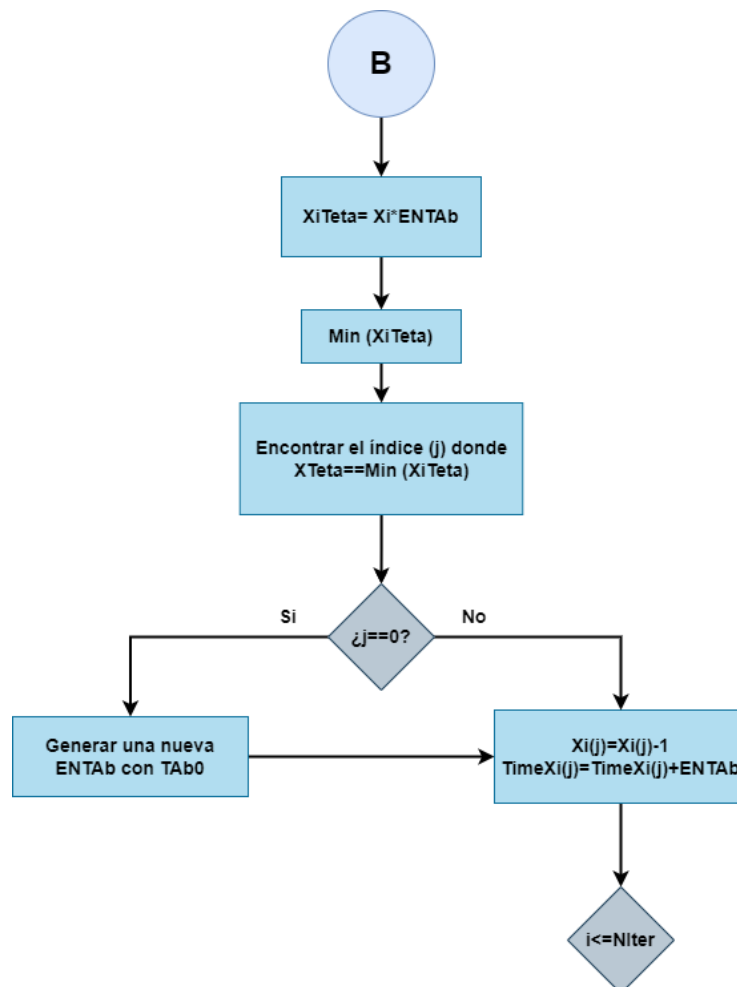 B
XiTeta= Xi*ENTAb
Min (XiTeta)
Encontrar el índice (j) donde
XTeta==Min (XiTeta)
Si
No
¿j==0?
Generar una nueva
ENTAb con TAb0
Xi(j)=Xi(j)-1
TimeXi(j)=TimeXi(j)+ENTAb
i<=NIter